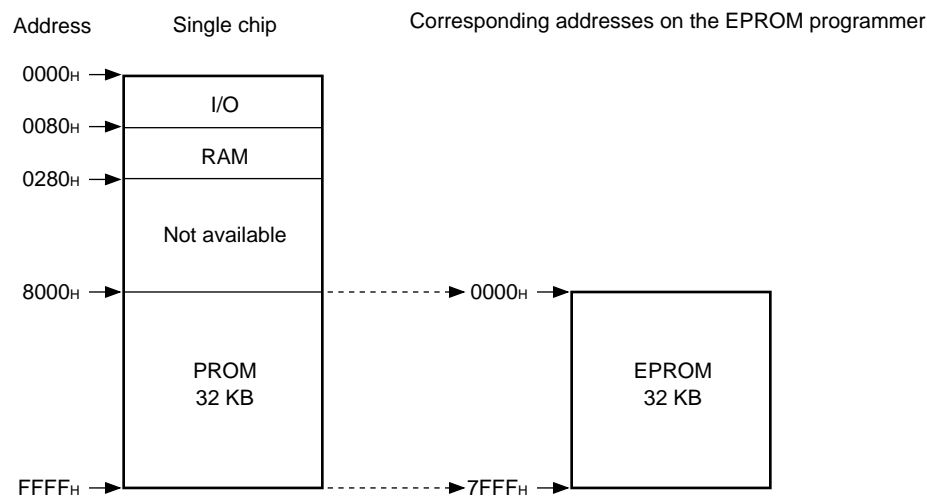 Address Single chip Corresponding addresses on the EPROM programmer
0000H
I/O
0080H
RAM
0280H
Not available
8000H 0000H
PROM
32 KB
EPROM
32 KB
FFFFH 7FFFH